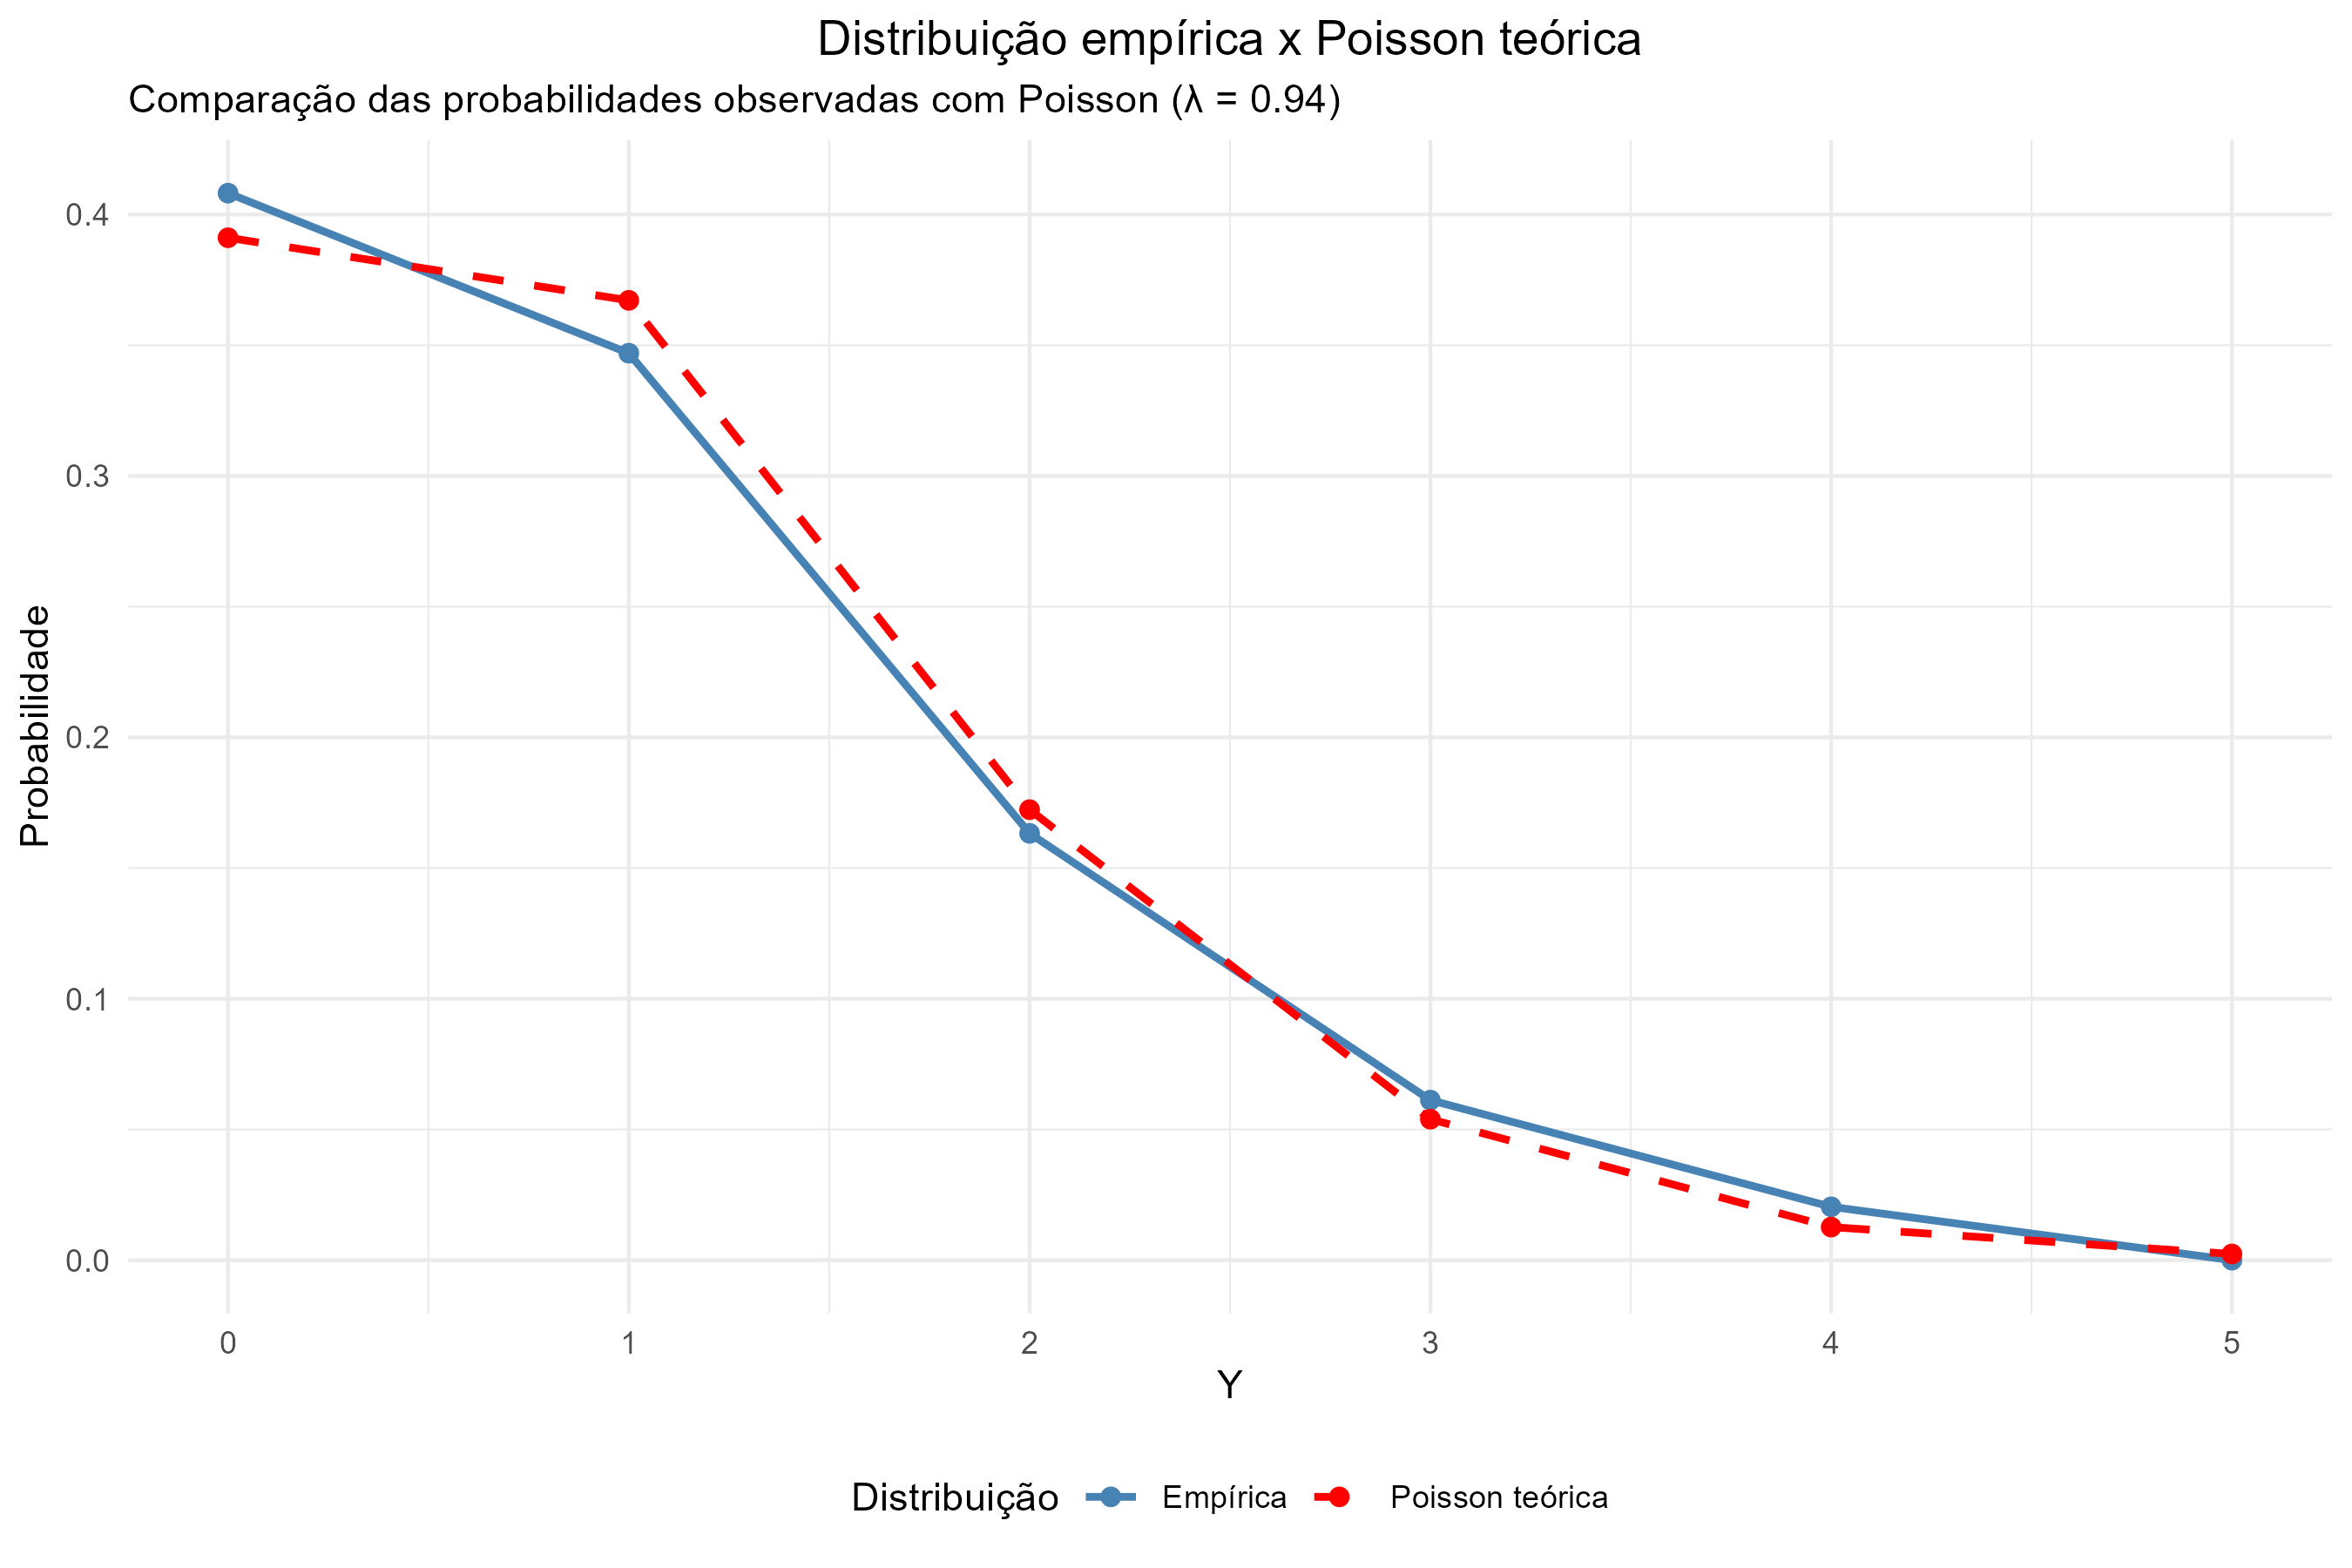 Distribuição empírica x Poisson teórica
Comparação das probabilidades observadas com Poisson (λ = 0.94)
Probabilidade
0.4
0.3
0.2
0.1
0.0
0 1 2 3 4 5
Y
Distribuição Empírica Poisson teórica